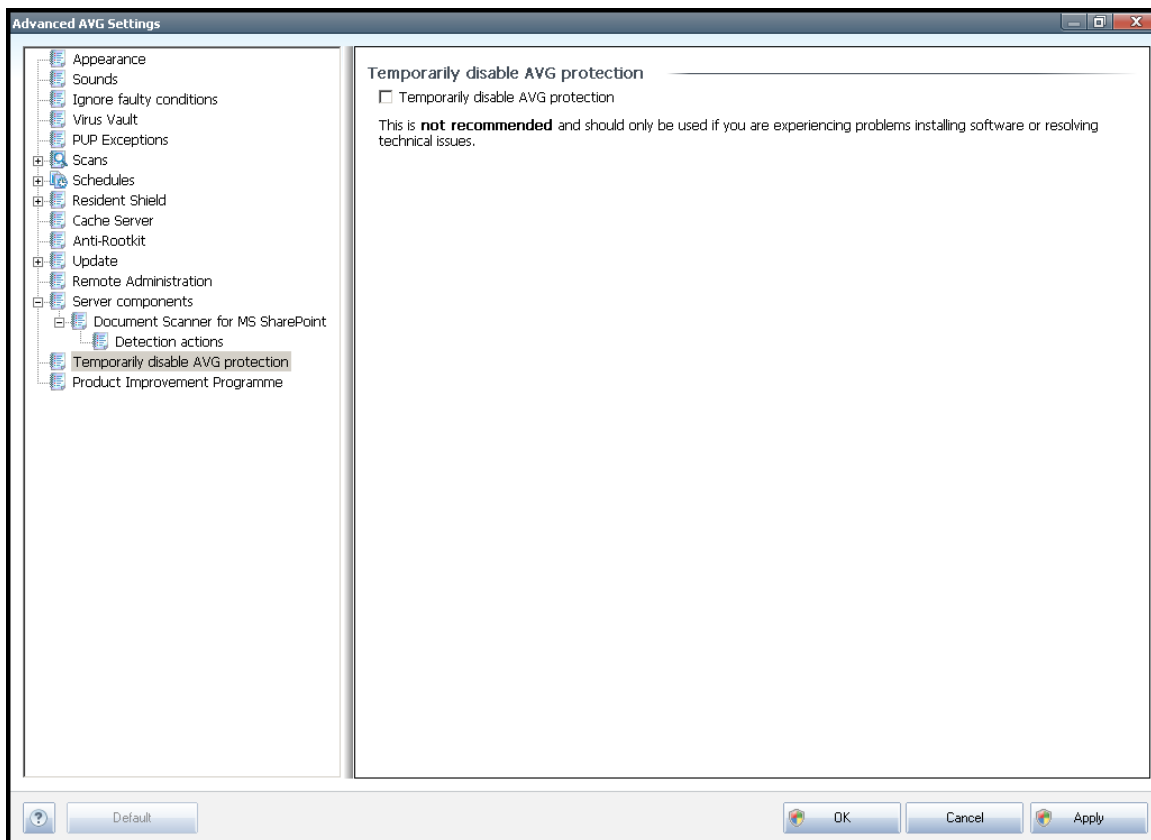 Advanced AVG Settings
Appearance
Sounds
Ignore faulty conditions
Virus Vault
PUP Exceptions
Scans
Schedules
Resident Shield
Cache Server
Anti-Rootkit
Update
Remote Administration
Server components
Document Scanner for MS SharePoint
Detection actions
Temporarily disable AVG protection
Product Improvement Programme
Temporarily disable AVG protection
Temporarily disable AVG protection
This is not recommended and should only be used if you are experiencing problems installing software or resolving
technical issues.
? Default OK Cancel Apply